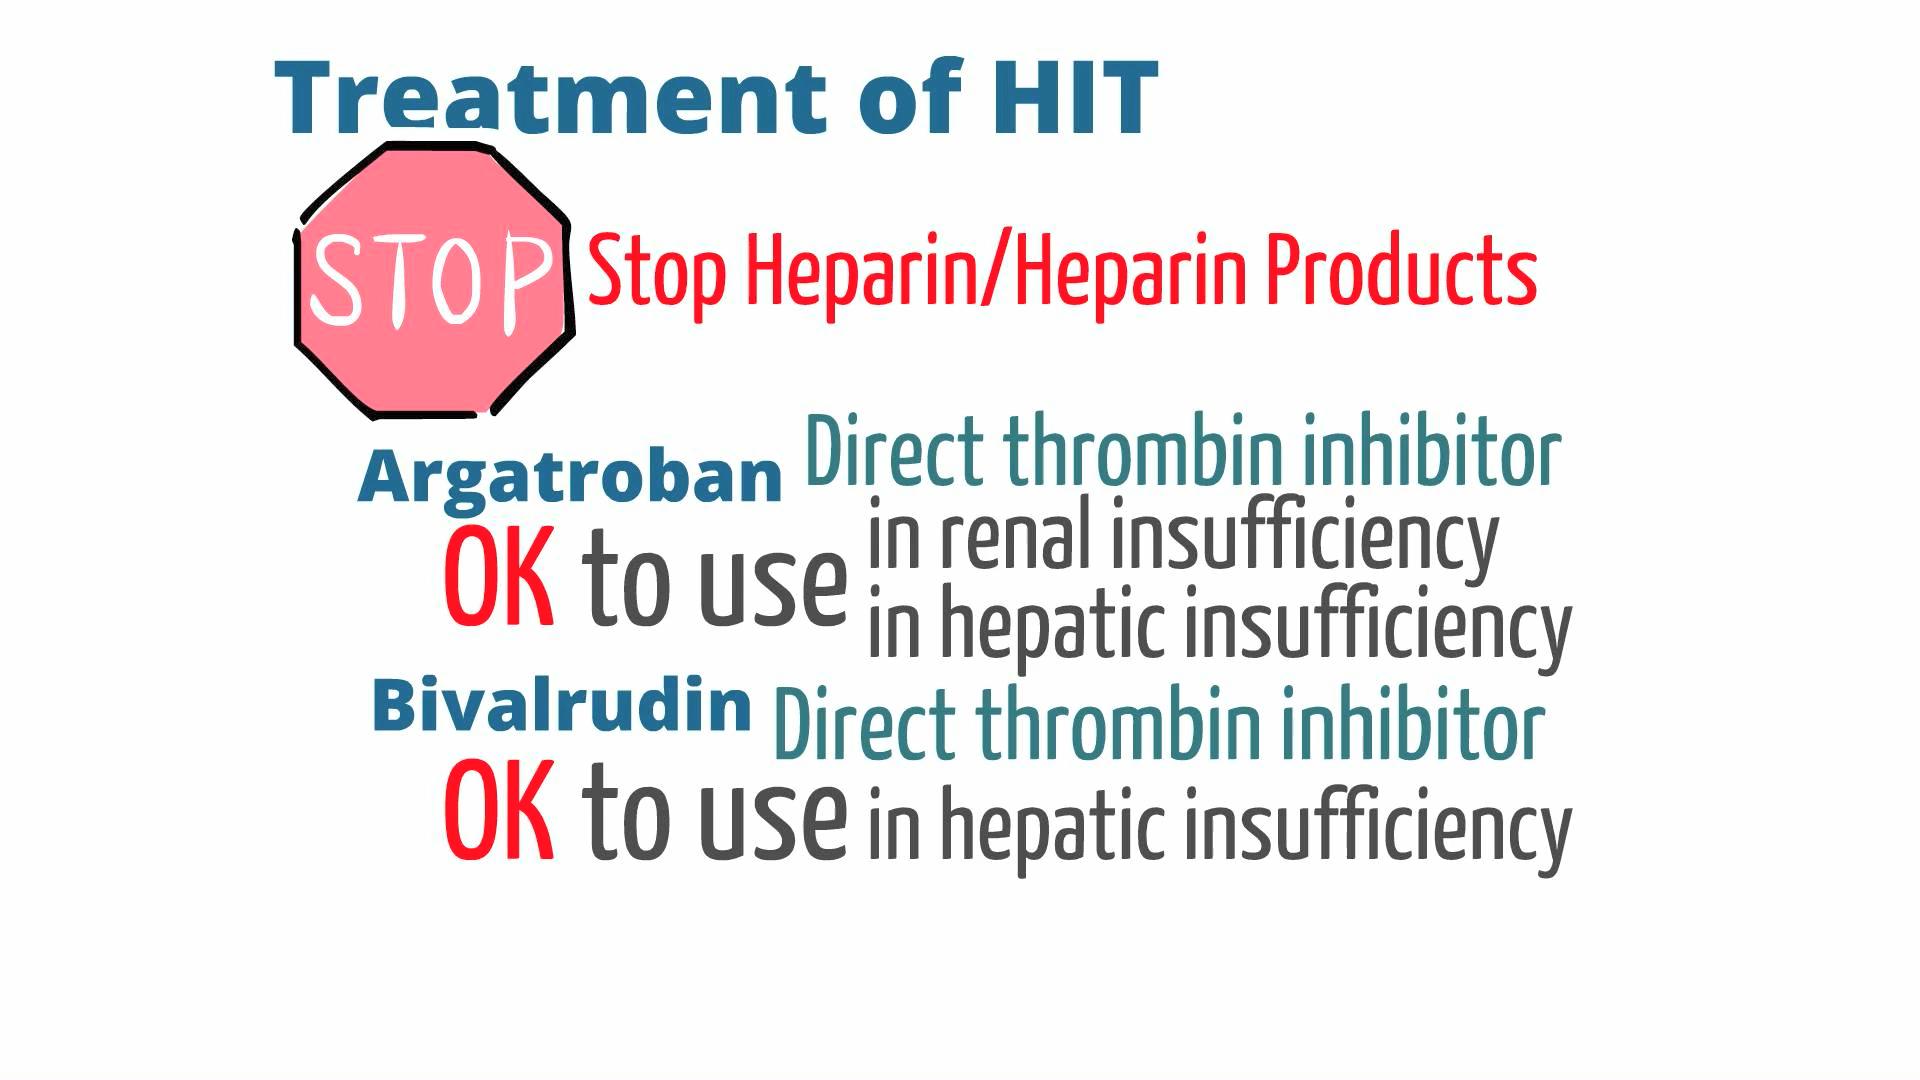 Treatment of HIT
STOP
Stop Heparin/Heparin Products
Argatroban Direct thrombin inhibitor
OK to use in renal insufficiency
in hepatic insufficiency
Bivalrudin Direct thrombin inhibitor
OK to use in hepatic insufficiency